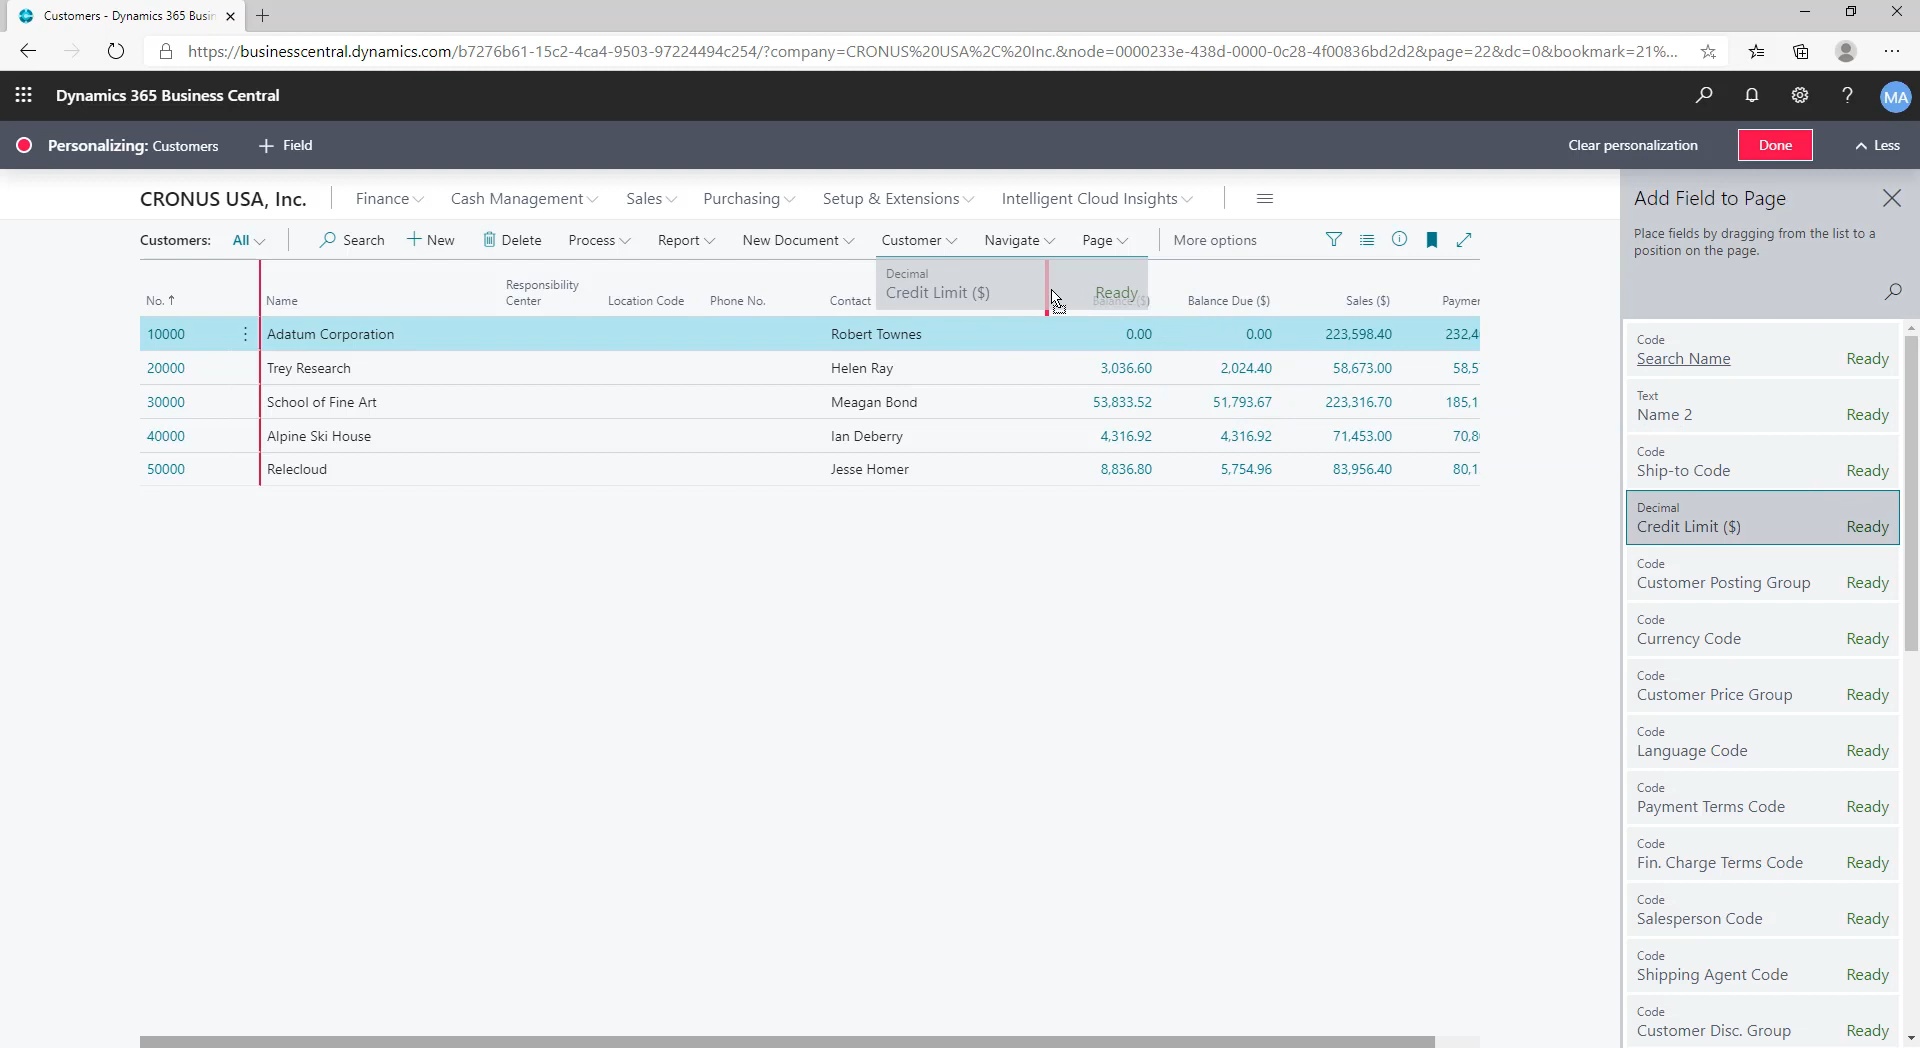 Customers - Dynamics 365 Busin
https://businesscentral.dynamics.com/b7276b61-15c2-4ca4-9503-97224494c254/?company=CRONUS%20USA%2C%20Inc.&node=0000233e-438d-0000-0c28-4f00836bd2d2&page=22&dc=0&bookmark=21%...
Dynamics 365 Business Central
MA
Personalizing: Customers
+ Field
Clear personalization
Done
Less
CRONUS USA, Inc.
Finance
Cash Management
Sales
Purchasing
Setup & Extensions
Intelligent Cloud Insights
Customers: All
Search
+ New
Delete
Process
Report
New Document
Customer
Navigate
Page
More options
No. ↑
Name
Responsibility
Center
Location Code
Phone No.
Contact
Balance ($)
Balance Due ($)
Sales ($)
Paymen
Decimal
Credit Limit ($) Ready
10000 Adatum Corporation Robert Townes 0.00 0.00 223,598.40 232,4
20000 Trey Research Helen Ray 3,036.60 2,024.40 58,673.00 58,5
30000 School of Fine Art Meagan Bond 53,833.52 51,793.67 223,316.70 185,1
40000 Alpine Ski House Ian Deberry 4,316.92 4,316.92 71,453.00 70,8
50000 Relecloud Jesse Homer 8,836.80 5,754.96 83,956.40 80,1
Add Field to Page
Place fields by dragging from the list to a
position on the page.
Code
Search Name Ready
Text
Name 2 Ready
Code
Ship-to Code Ready
Decimal
Credit Limit ($) Ready
Code
Customer Posting Group Ready
Code
Currency Code Ready
Code
Customer Price Group Ready
Code
Language Code Ready
Code
Payment Terms Code Ready
Code
Fin. Charge Terms Code Ready
Code
Salesperson Code Ready
Code
Shipping Agent Code Ready
Code
Customer Disc. Group Ready